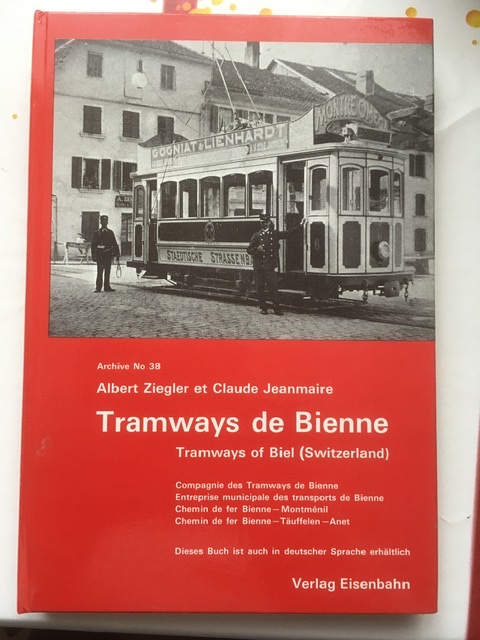 GOGNIAT & LIENHARDT
MONTRE OMEGA
STAEDTISCHE STRASSENB
Archive No 38
Albert Ziegler et Claude Jeanmaire
Tramways de Bienne
Tramways of Biel (Switzerland)
Compagnie des Tramways de Bienne
Entreprise municipale des transports de Bienne
Chemin de fer Bienne–Montménil
Chemin de fer Bienne–Täuffelen–Anet
Dieses Buch ist auch in deutscher Sprache erhältlich
Verlag Eisenbahn